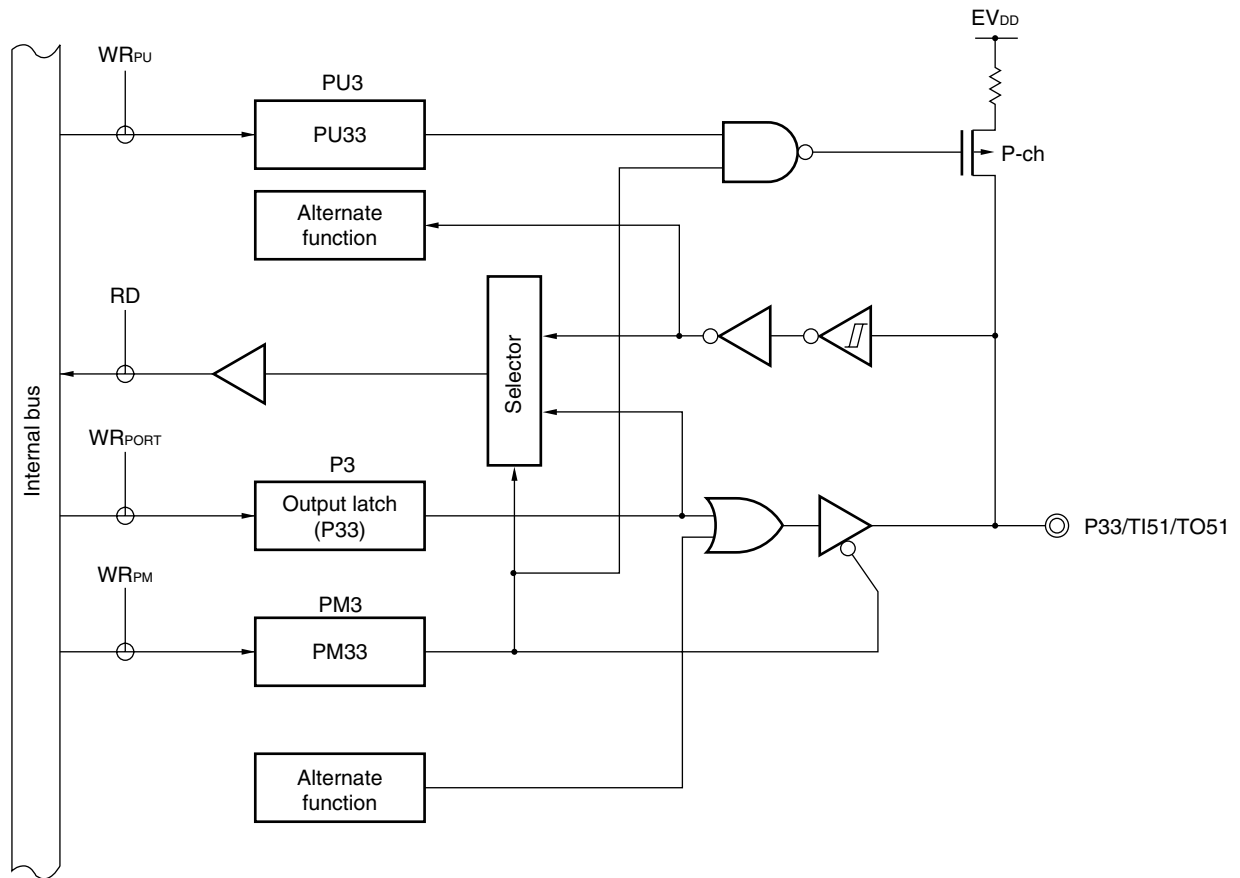 EVDD
WRPU
PU3
PU33
P-ch
Alternate
function
RD
Selector
Internal bus
WRPORT
P3
Output latch
(P33)
P33/TI51/TO51
WRPM
PM3
PM33
Alternate
function